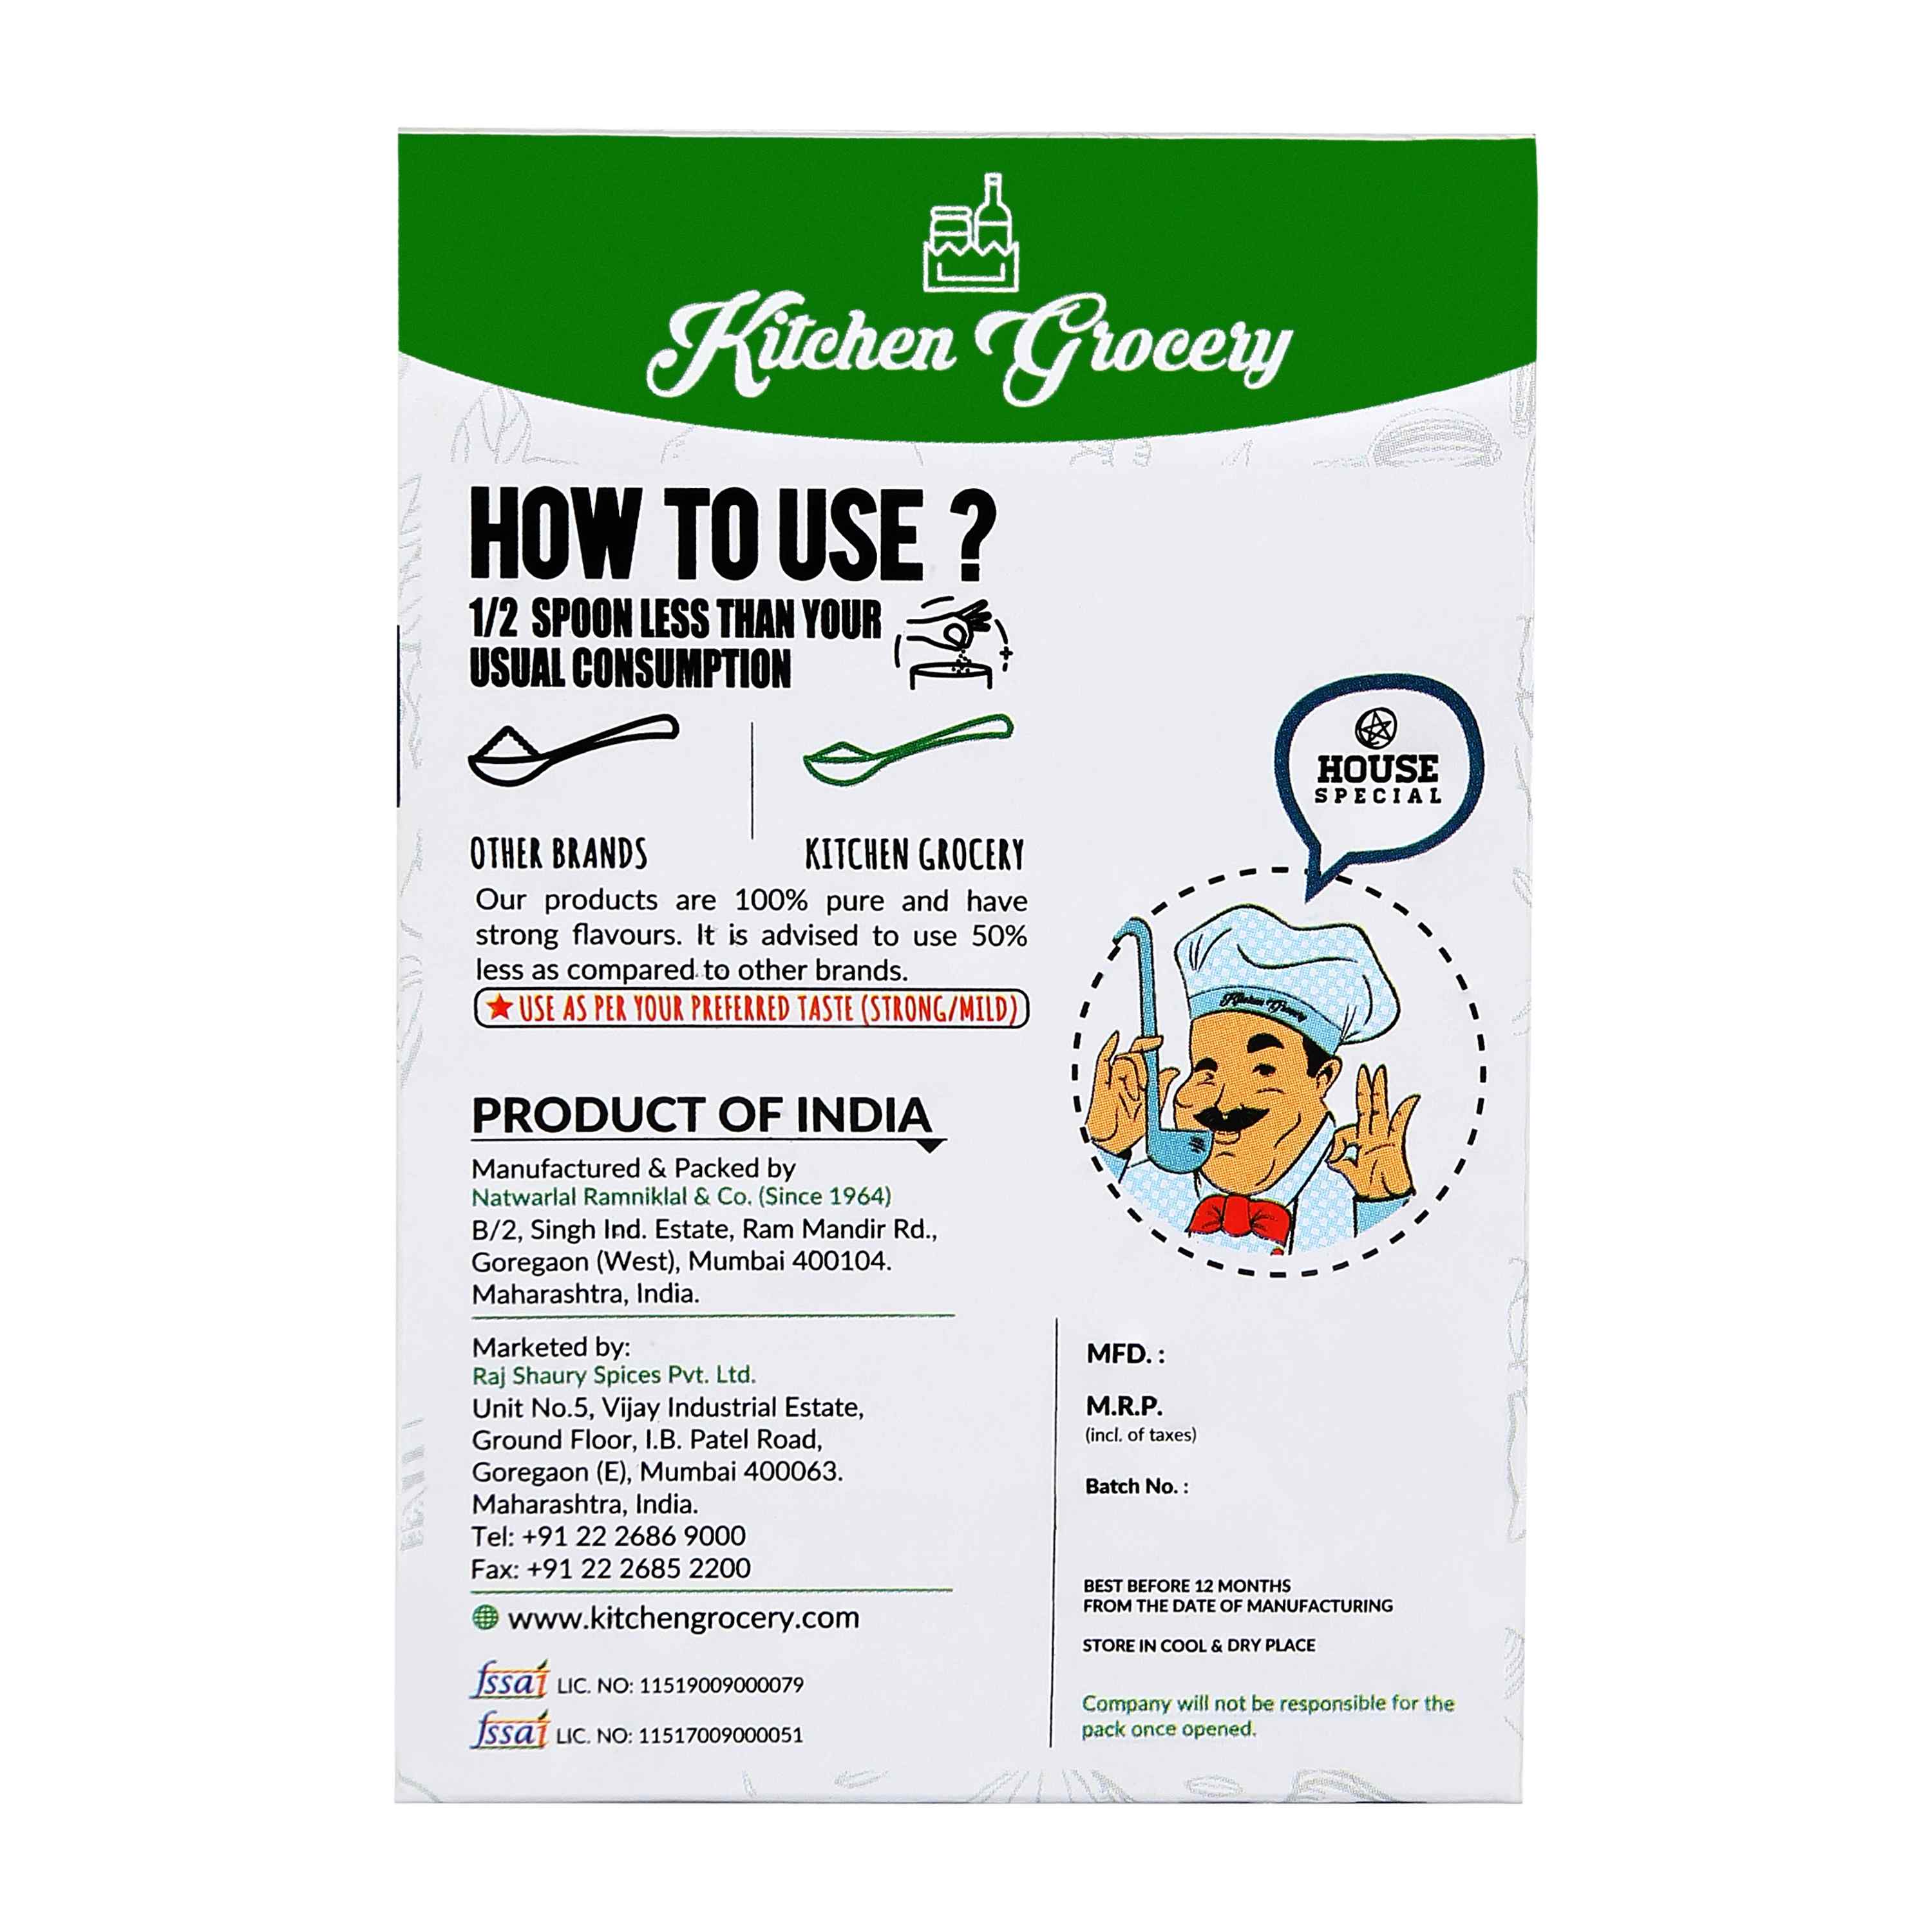 Kitchen Grocery
HOW TO USE ?
1/2 SPOON LESS THAN YOUR
USUAL CONSUMPTION
OTHER BRANDS
KITCHEN GROCERY
Our products are 100% pure and have
strong flavours. It is advised to use 50%
less as compared to other brands.
USE AS PER YOUR PREFERRED TASTE (STRONG/MILD)
HOUSE
SPECIAL
Kitchen Grocery
PRODUCT OF INDIA
Manufactured & Packed by
Natwarlal Ramniklal & Co. (Since 1964)
B/2, Singh Ind. Estate, Ram Mandir Rd.,
Goregaon (West), Mumbai 400104.
Maharashtra, India.
Marketed by:
Raj Shaury Spices Pvt. Ltd.
Unit No.5, Vijay Industrial Estate,
Ground Floor, I.B. Patel Road,
Goregaon (E), Mumbai 400063.
Maharashtra, India.
Tel: +91 22 2686 9000
Fax: +91 22 2685 2200
www.kitchengrocery.com
fssai LIC. NO: 11519009000079
fssai LIC. NO: 11517009000051
MFD. :
M.R.P.
(incl. of taxes)
Batch No. :
BEST BEFORE 12 MONTHS
FROM THE DATE OF MANUFACTURING
STORE IN COOL & DRY PLACE
Company will not be responsible for the
pack once opened.